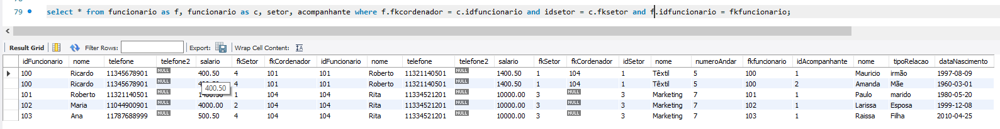 78
79 select * from funcionario as f, funcionario as c, setor, acompanhante where f.fkcordenador = c.idfuncionario and idsetor = c.fksetor and f.idfuncionario = fkfuncionario;
Result Grid Filter Rows: Export: Wrap Cell Content:
idFuncionario nome telefone telefone2 salario fkSetor fkCordenador idFuncionario nome telefone telefone2 salario fkSetor fkCordenador idSetor nome numeroAndar fkfuncionario idAcompanhante nome tipoRelacao dataNascimento
100 Ricardo 11345678901 NULL 400.50 4 101 101 Roberto 11321140501 NULL 1400.50 1 104 1 Têxtil 5 100 1 Mauricio irmão 1997-08-09
100 Ricardo 11345678901 NULL 4 101 101 Roberto 11321140501 NULL 1400.50 1 104 1 Têxtil 5 100 2 Amanda Mãe 1960-03-01
400.50
101 Roberto 11321140501 NULL 1 104 104 Rita 11334521201 NULL 10000.00 3 NULL 3 Marketing 7 101 1 Paulo marido 1980-05-20
102 Maria 11044900901 NULL 4000.00 2 104 104 Rita 11334521201 NULL 10000.00 3 NULL 3 Marketing 7 102 1 Larissa Esposa 1999-12-08
103 Ana 11787688999 NULL 500.50 4 104 104 Rita 11334521201 NULL 10000.00 3 NULL 3 Marketing 7 103 1 Raissa Filha 2010-04-25